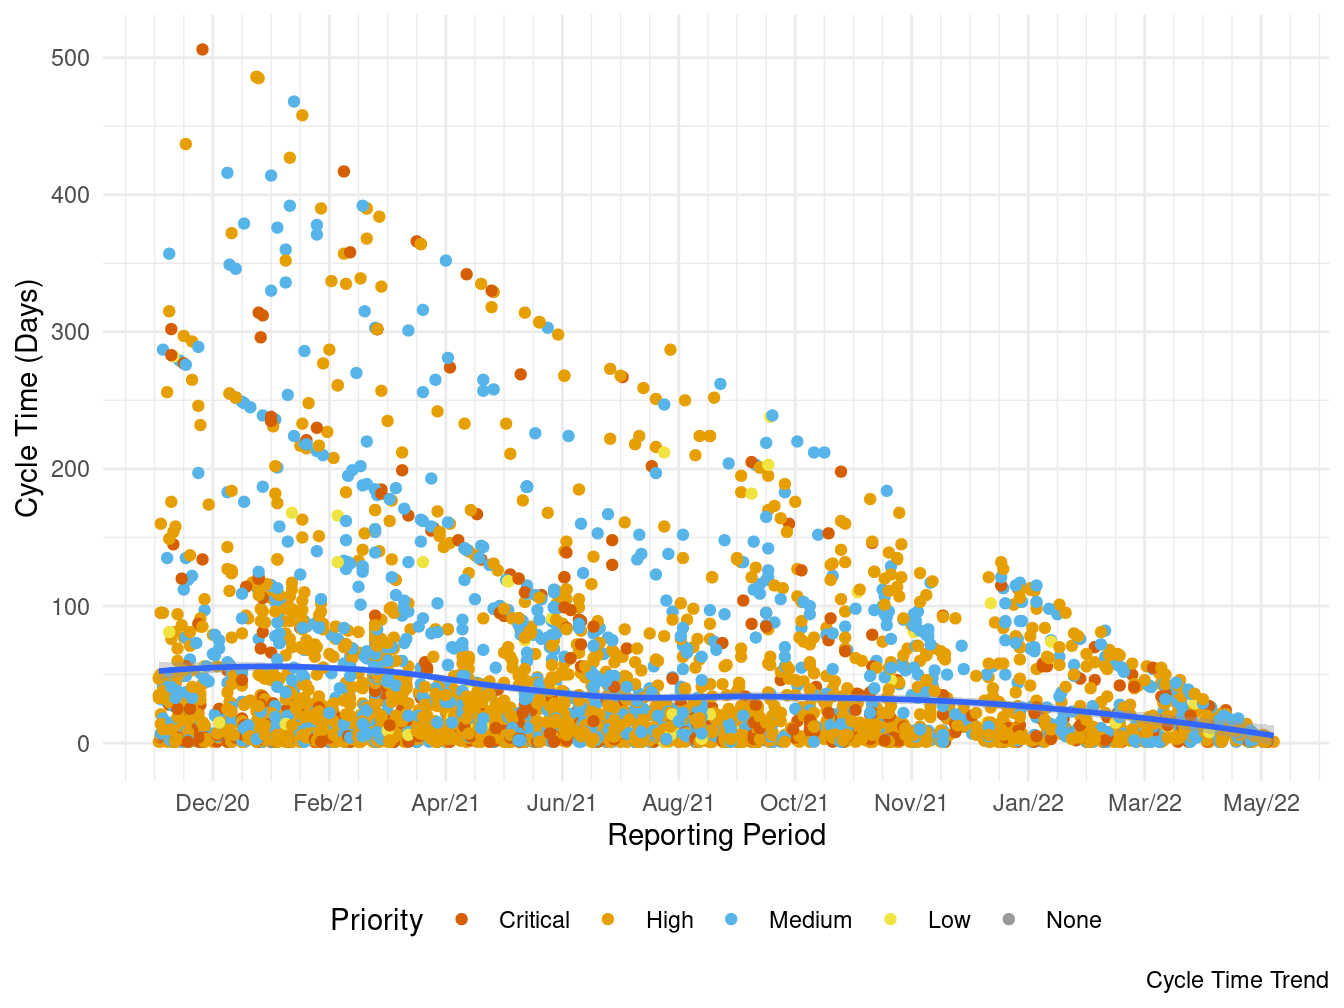 500
400
300
200
100
0
Cycle Time (Days)
Dec/20 Feb/21 Apr/21 Jun/21 Aug/21 Oct/21 Nov/21 Jan/22 Mar/22 May/22
Reporting Period
Priority Critical High Medium Low None
Cycle Time Trend